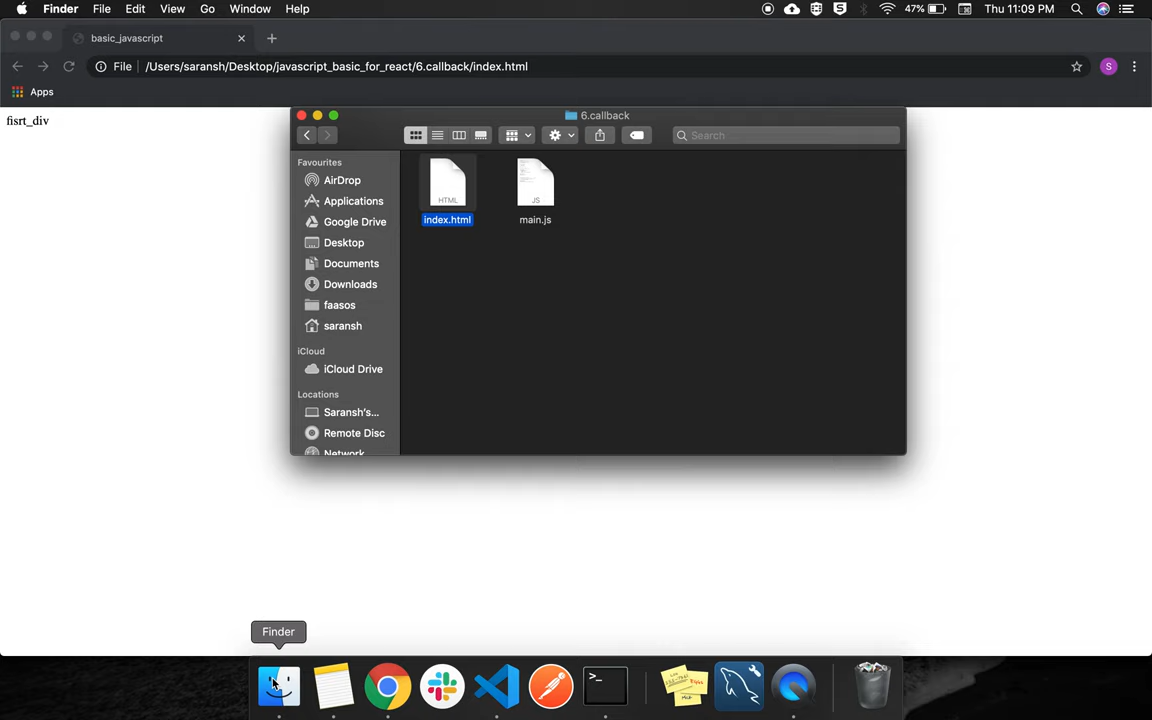 Finder File Edit View Go Window Help 47% Thu 11:09 PM
basic_javascript
File /Users/saransh/Desktop/javascript_basic_for_react/6.callback/index.html S
Apps
fisrt_div
6.callback
Search
Favourites
AirDrop
Applications
Google Drive
Desktop
Documents
Downloads
faasos
saransh
iCloud
iCloud Drive
Locations
Saransh's...
Remote Disc
Network
HTML
JS
index.html
main.js
Finder